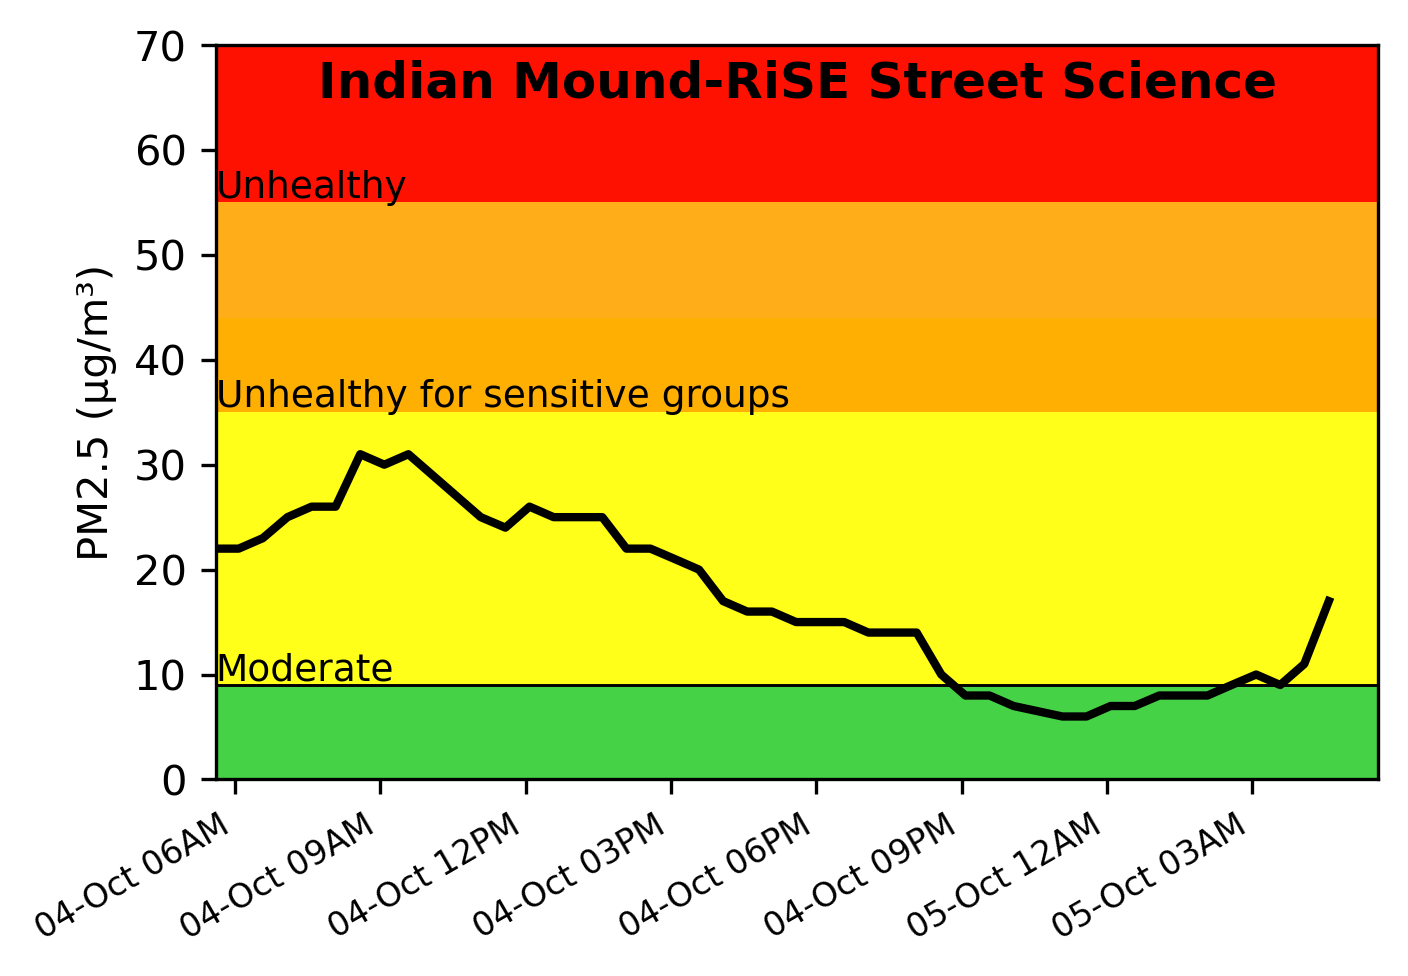 Indian Mound-RiSE Street Science
70
60
50
40
30
20
10
0
PM2.5 (µg/m³)
Unhealthy
Unhealthy for sensitive groups
Moderate
04-Oct 06AM
04-Oct 09AM
04-Oct 12PM
04-Oct 03PM
04-Oct 06PM
04-Oct 09PM
05-Oct 12AM
05-Oct 03AM